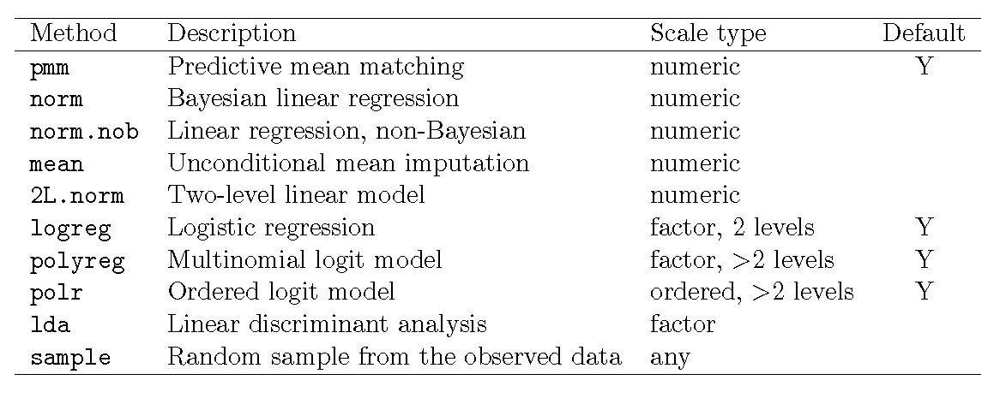 Method Description Scale type Default
pmm Predictive mean matching numeric Y
norm Bayesian linear regression numeric
norm.nob Linear regression, non-Bayesian numeric
mean Unconditional mean imputation numeric
2L.norm Two-level linear model numeric
logreg Logistic regression factor, 2 levels Y
polyreg Multinomial logit model factor, >2 levels Y
polr Ordered logit model ordered, >2 levels Y
lda Linear discriminant analysis factor
sample Random sample from the observed data any